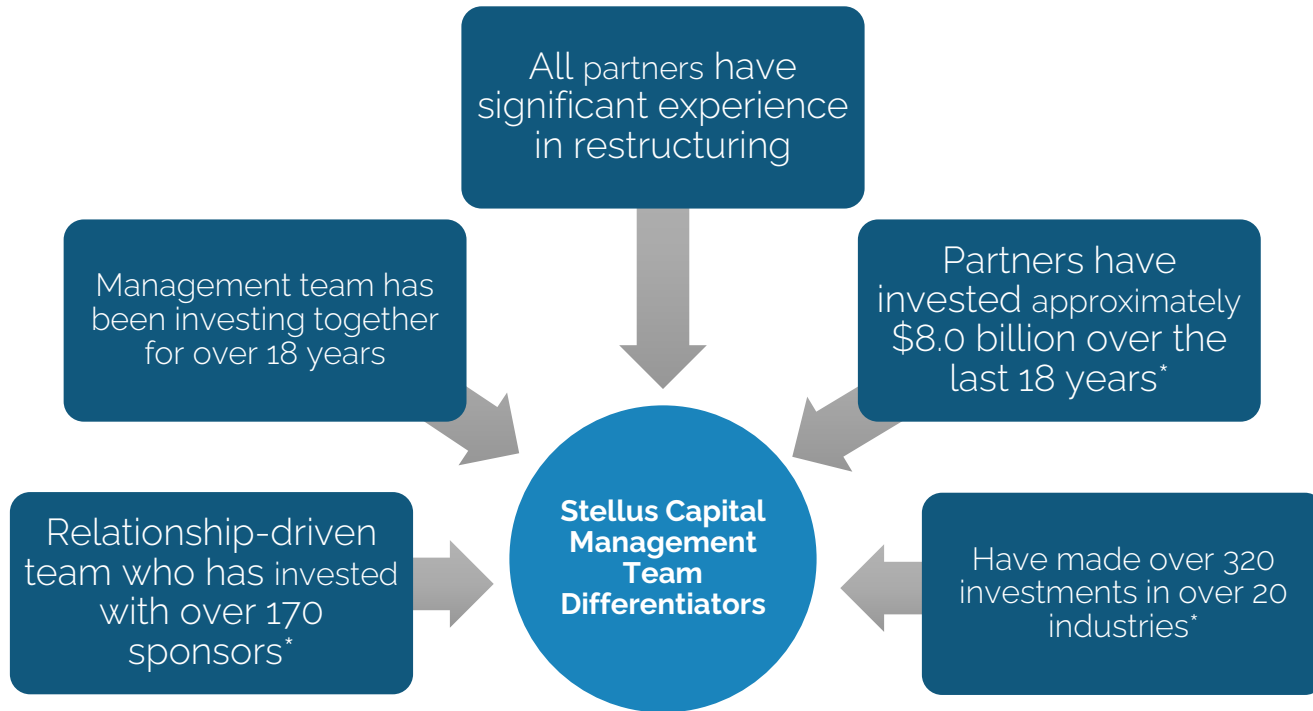 All partners have
significant experience
in restructuring
Management team has
been investing together
for over 18 years
Partners have
invested approximately
$8.0 billion over the
last 18 years*
Relationship-driven
team who has invested
with over 170
sponsors*
Stellus Capital
Management
Team
Differentiators
Have made over 320
investments in over 20
industries*